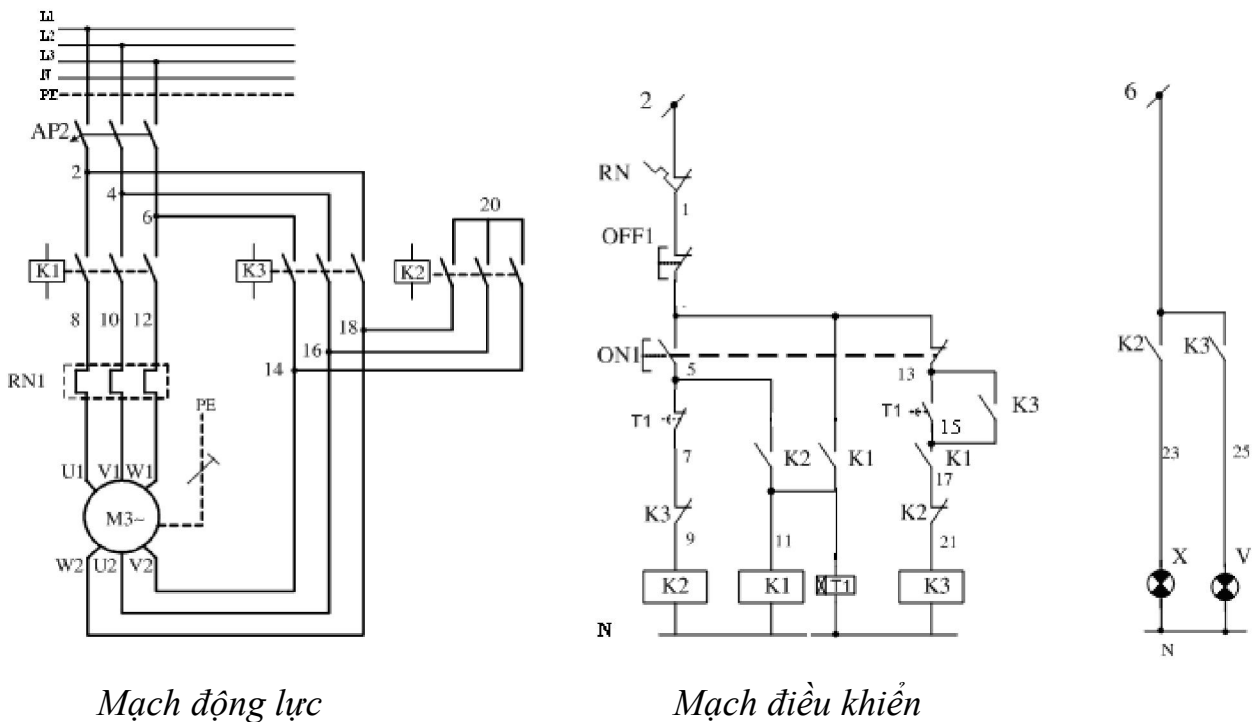 L1
L2
L3
N
PE
AP2
2
4
6
20
K1
K3
K2
8 10 12
18
16
14
RN1
PE
U1 V1 W1
M3~
W2 U2 V2
Mạch động lực
2
RN
1
OFF1
ON1
5
13
T1
T1
15
K3
7
K2
K1
K1
17
K3
K2
9
11
21
K2
K1
T1
K3
N
Mạch điều khiển
6
K2
K3
23
25
X
V
N